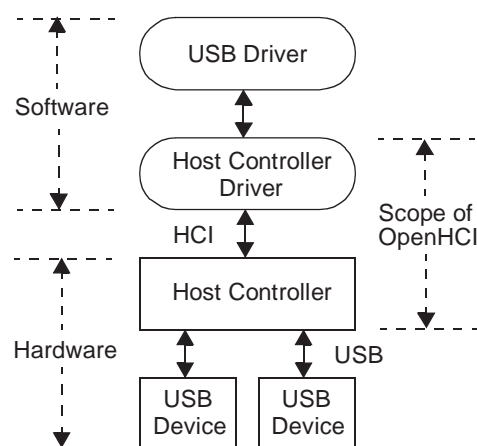 USB Driver
Software
Host Controller
Driver
Scope of
OpenHCI
HCI
Host Controller
Hardware
USB
USB
Device
USB
Device